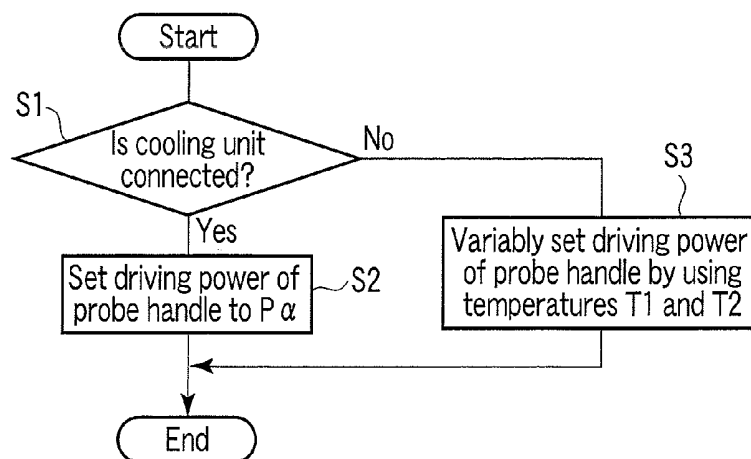 Start
S1
Is cooling unit
connected?
No
Yes
S3
Set driving power of
probe handle to P α
S2
Variably set driving power
of probe handle by using
temperatures T1 and T2
End